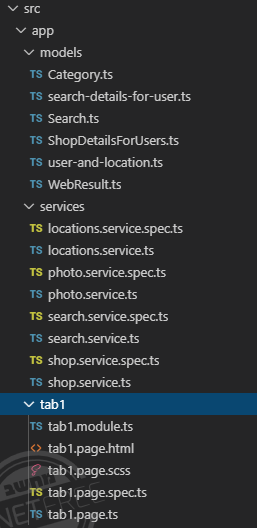 src
app
models
TS Category.ts
TS search-details-for-user.ts
TS Search.ts
TS ShopDetailsForUsers.ts
TS user-and-location.ts
TS WebResult.ts
services
TS locations.service.spec.ts
TS locations.service.ts
TS photo.service.spec.ts
TS photo.service.ts
TS search.service.spec.ts
TS search.service.ts
TS shop.service.spec.ts
TS shop.service.ts
tab1
TS tab1.module.ts
<> tab1.page.html
tab1.page.scss
TS tab1.page.spec.ts
TS tab1.page.ts
NETFREE